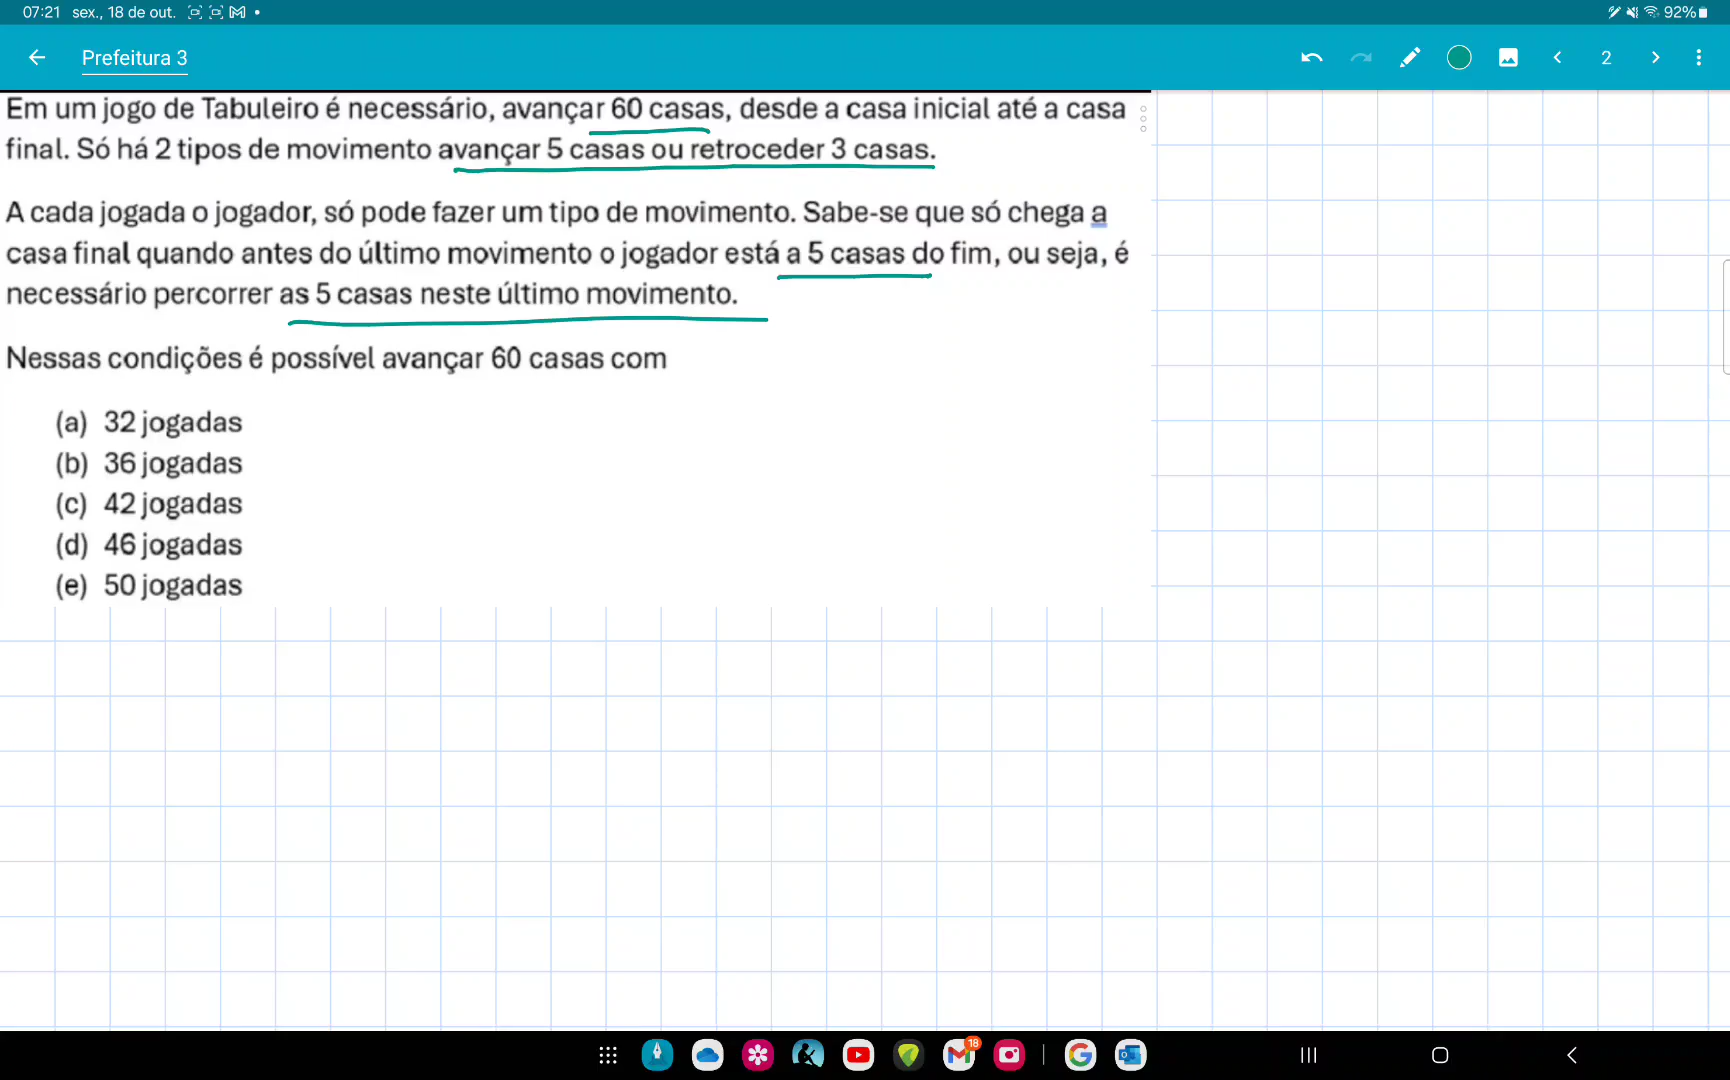 07:21 sex., 18 de out.
92%
Prefeitura 3
2
Em um jogo de Tabuleiro é necessário, avançar 60 casas, desde a casa inicial até a casa
final. Só há 2 tipos de movimento avançar 5 casas ou retroceder 3 casas.
A cada jogada o jogador, só pode fazer um tipo de movimento. Sabe-se que só chega a
casa final quando antes do último movimento o jogador está a 5 casas do fim, ou seja, é
necessário percorrer as 5 casas neste último movimento.
Nessas condições é possível avançar 60 casas com
(a) 32 jogadas
(b) 36 jogadas
(c) 42 jogadas
(d) 46 jogadas
(e) 50 jogadas
18